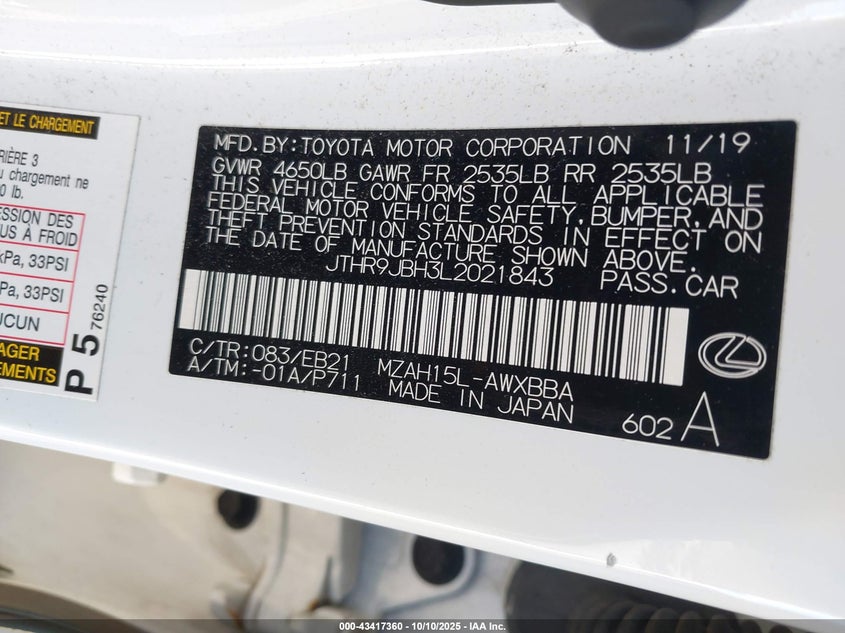 ET LE CHARGEMENT
RIÈRE 3
u chargement ne
0 lb.
ESSION DES
US À FROID
kPa, 33PSI
Pa, 33PSI
UCUN
AGER
EMENTS
P 5 76240
MFD.BY:TOYOTA MOTOR CORPORATION 11/19
GVWR 4650LB GAWR FR 2535LB RR 2535LB
THIS VEHICLE CONFORMS TO ALL APPLICABLE
FEDERAL MOTOR VEHICLE SAFETY,BUMPER,AND
THEFT PREVENTION STANDARDS IN EFFECT ON
THE DATE OF MANUFACTURE SHOWN ABOVE.
JTHR9JBH3L2021843 PASS.CAR
C/TR:083/EB21 MZAH15L-AWXBBA
A/TM:-01A/P711 MADE IN JAPAN
602 A
000-43417360 - 10/10/2025 - IAA Inc.